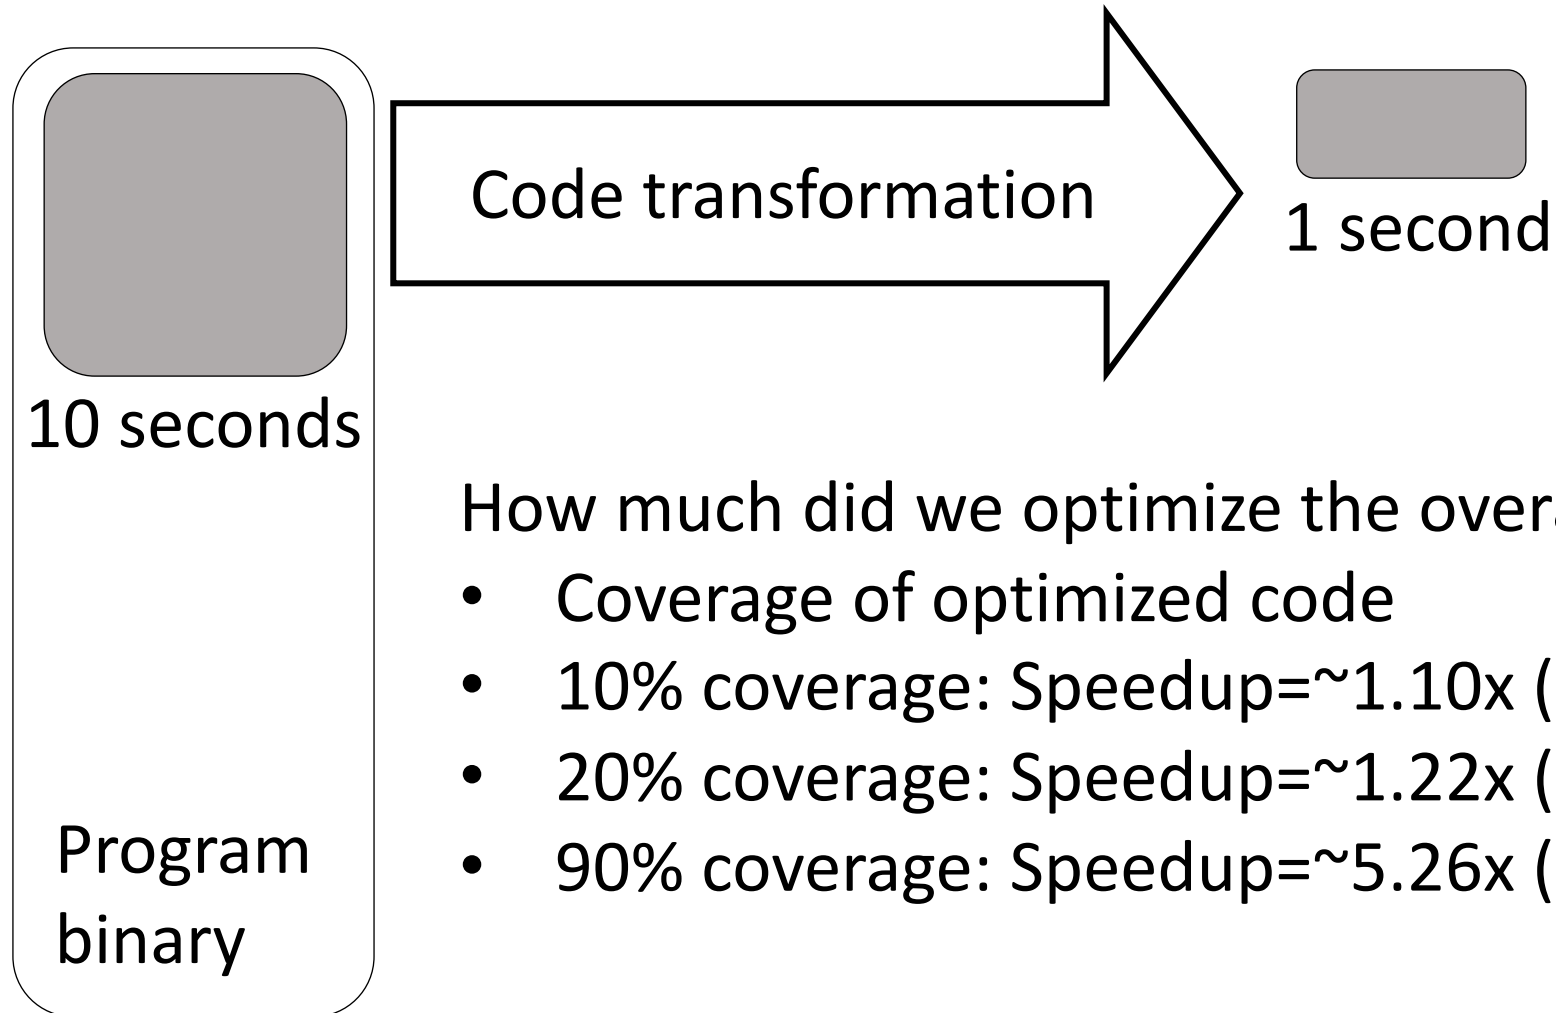 Code transformation
1 second
10 seconds
How much did we optimize the
• Coverage of optimized code
• 10% coverage: Speedup=~1.10x (
• 20% coverage: Speedup=~1.22x (
• 90% coverage: Speedup=~5.26x (
Program
binary